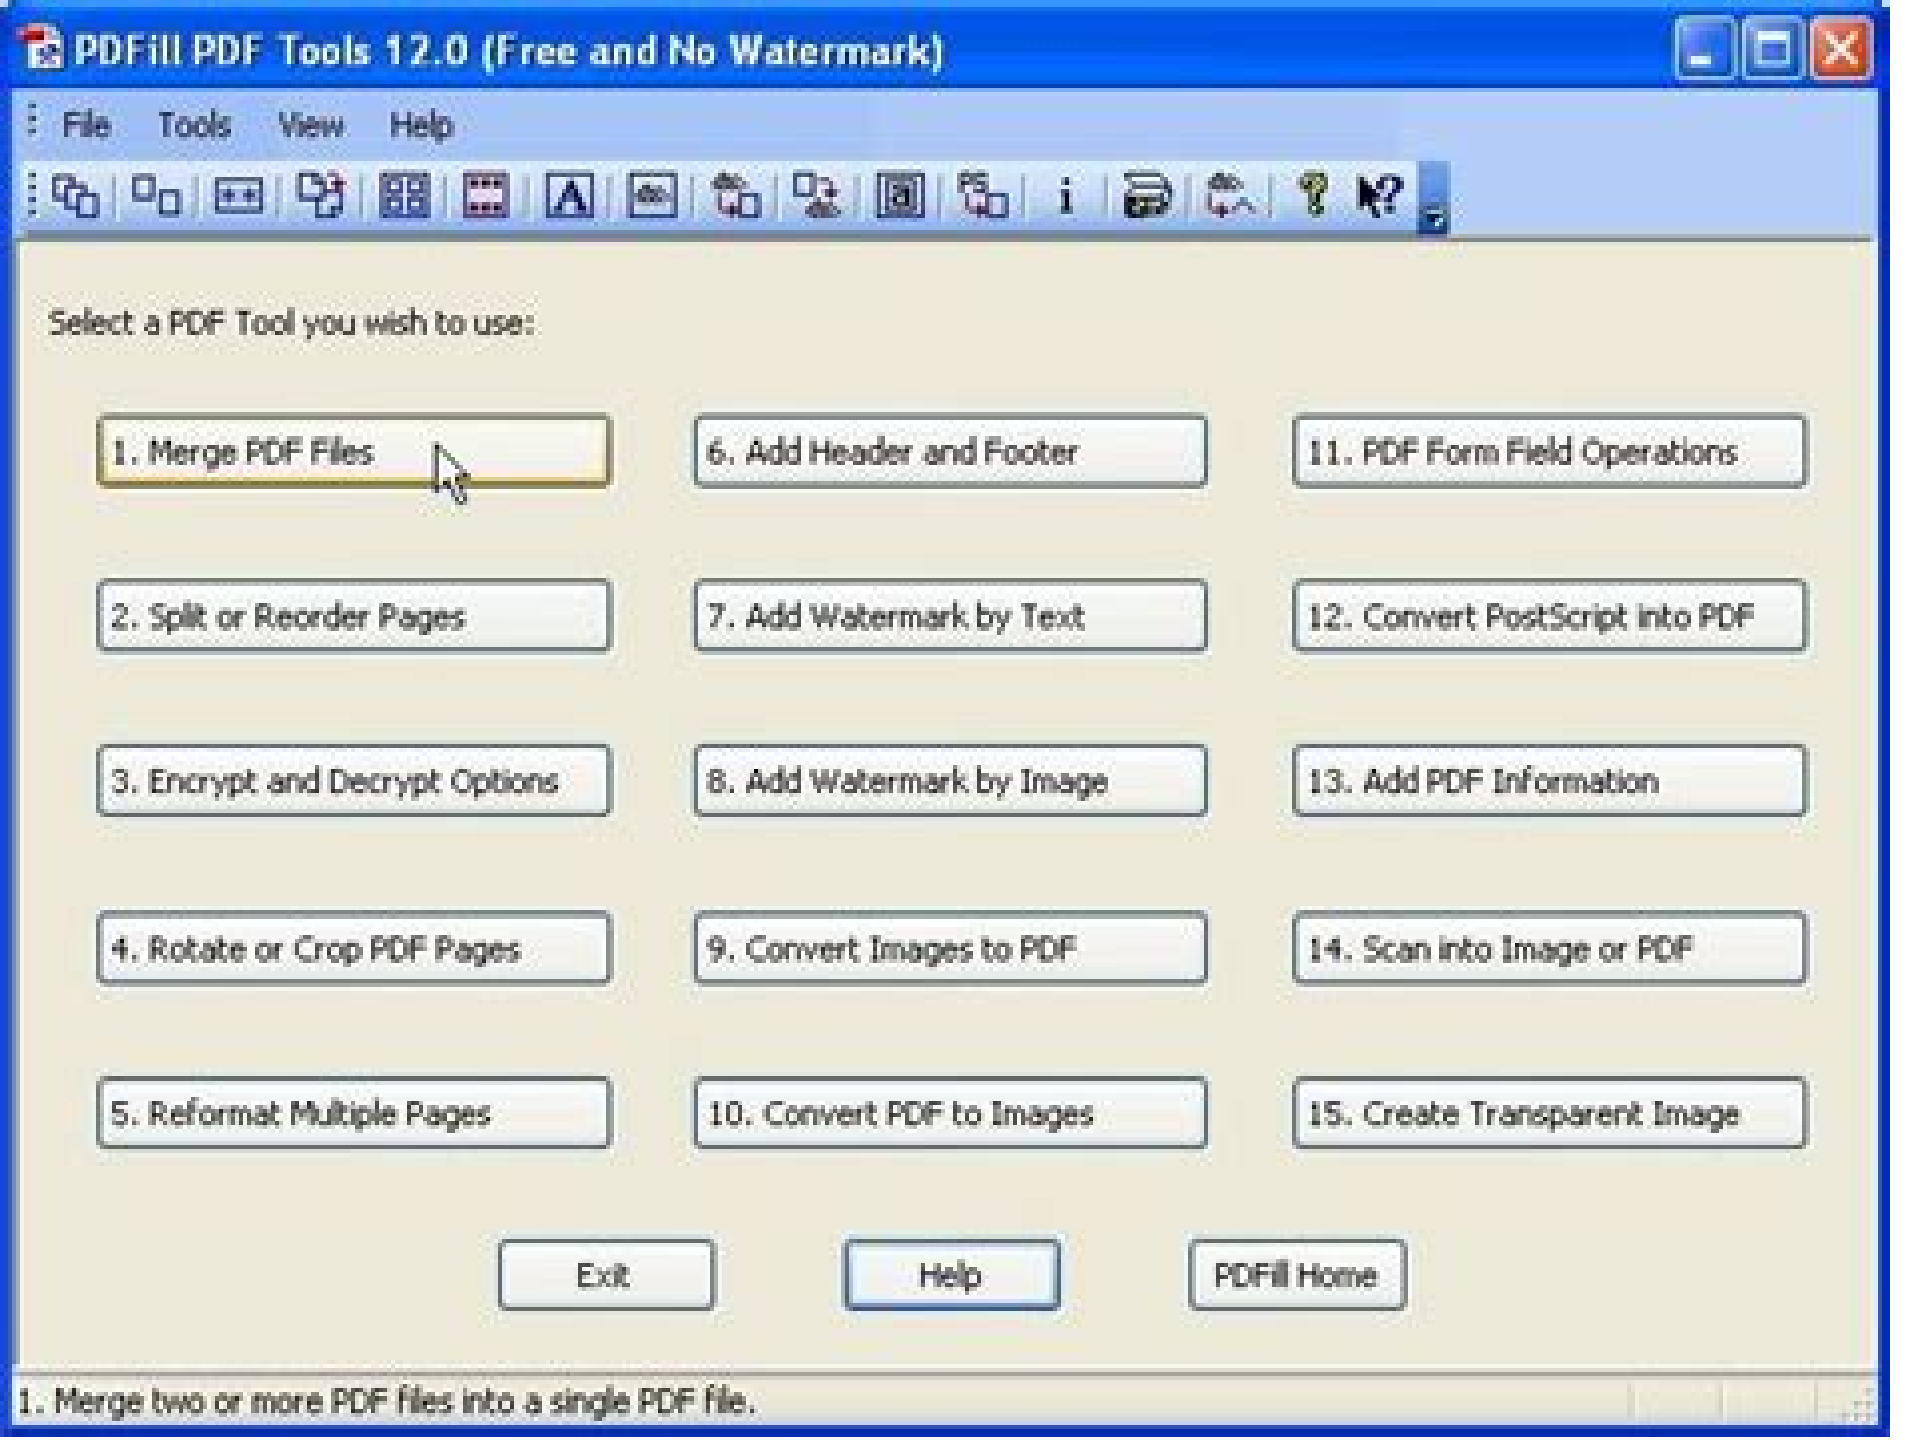 PDFill PDF Tools 12.0 (Free and No Watermark)
File Tools View Help
Select a PDF Tool you wish to use:
1. Merge PDF Files
2. Split or Reorder Pages
3. Encrypt and Decrypt Options
4. Rotate or Crop PDF Pages
5. Reformat Multiple Pages
6. Add Header and Footer
7. Add Watermark by Text
8. Add Watermark by Image
9. Convert Images to PDF
10. Convert PDF to Images
11. PDF Form Field Operations
12. Convert PostScript into PDF
13. Add PDF Information
14. Scan into Image or PDF
15. Create Transparent Image
Exit Help PDFill Home
1. Merge two or more PDF files into a single PDF file.